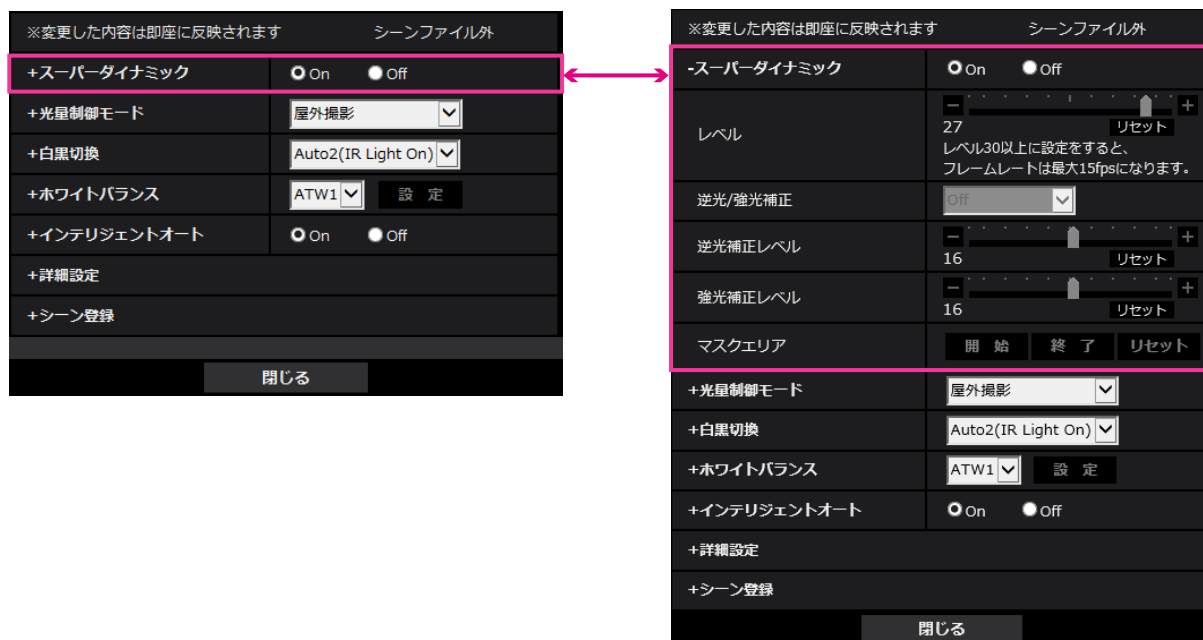 ※変更した内容は即座に反映されます シーンファイル外
+スーパーダイナミック On Off
+光量制御モード 屋外撮影
+白黒切換 Auto2(IR Light On)
+ホワイトバランス ATW1 設 定
+インテリジェントオート On Off
+詳細設定
+シーン登録
閉じる
※変更した内容は即座に反映されます シーンファイル外
-スーパーダイナミック On Off
レベル
27 リセット
レベル30以上に設定をすると、
フレームレートは最大15fpsになります。
逆光/強光補正 Off
逆光補正レベル
16 リセット
強光補正レベル
16 リセット
マスクエリア 開 始 終 了 リセット
+光量制御モード 屋外撮影
+白黒切換 Auto2(IR Light On)
+ホワイトバランス ATW1 設 定
+インテリジェントオート On Off
+詳細設定
+シーン登録
閉じる